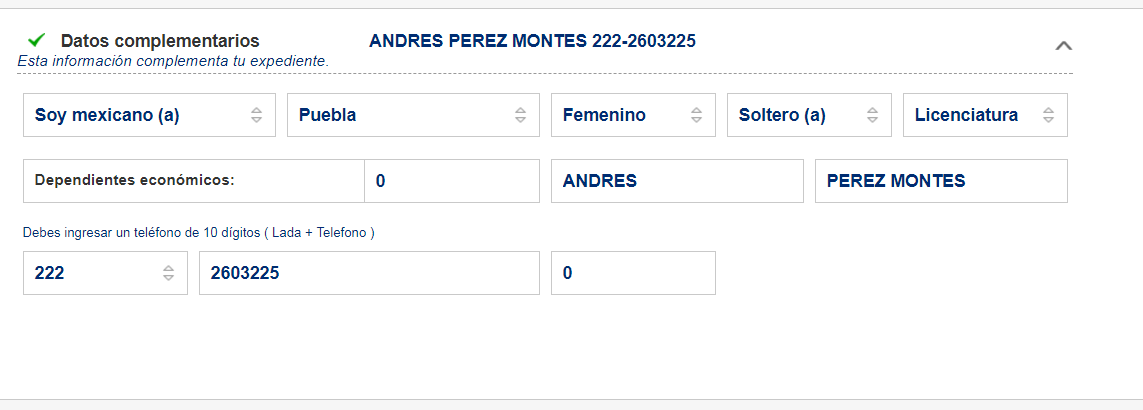 Datos complementarios ANDRES PEREZ MONTES 222-2603225
Esta información complementa tu expediente.
Soy mexicano (a) Puebla Femenino Soltero (a) Licenciatura
Dependientes económicos: 0 ANDRES PEREZ MONTES
Debes ingresar un teléfono de 10 dígitos ( Lada + Telefono )
222 2603225 0